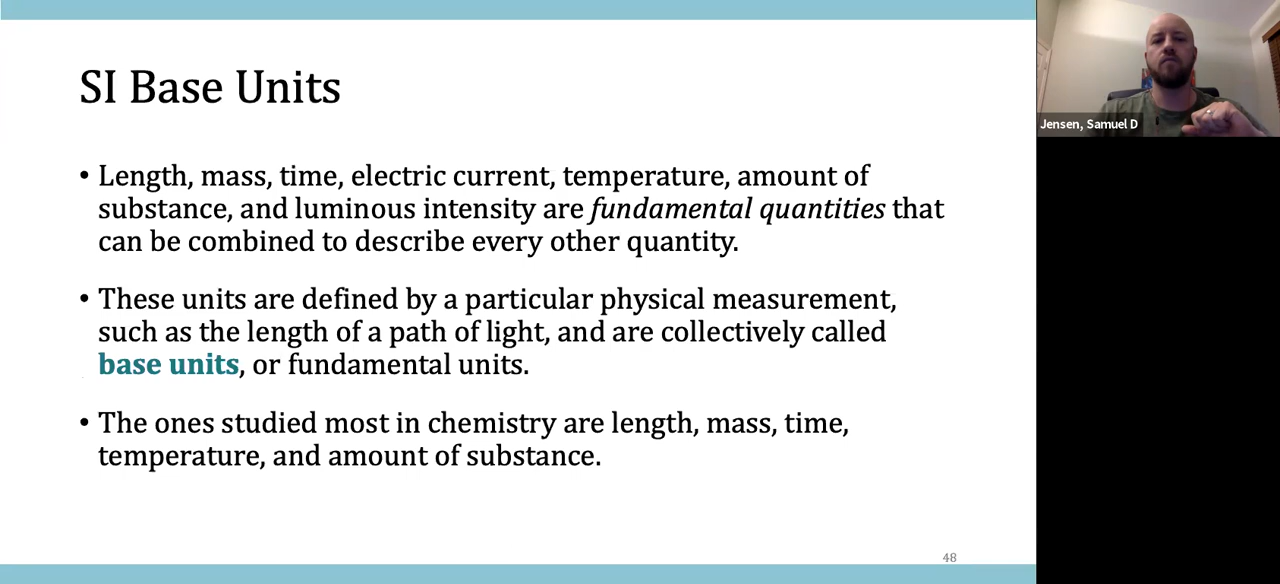 SI Base Units
• Length, mass, time, electric current, temperature, amount of
substance, and luminous intensity are fundamental quantities that
can be combined to describe every other quantity.
• These units are defined by a particular physical measurement,
such as the length of a path of light, and are collectively called
base units, or fundamental units.
• The ones studied most in chemistry are length, mass, time,
temperature, and amount of substance.
48
Jensen, Samuel D